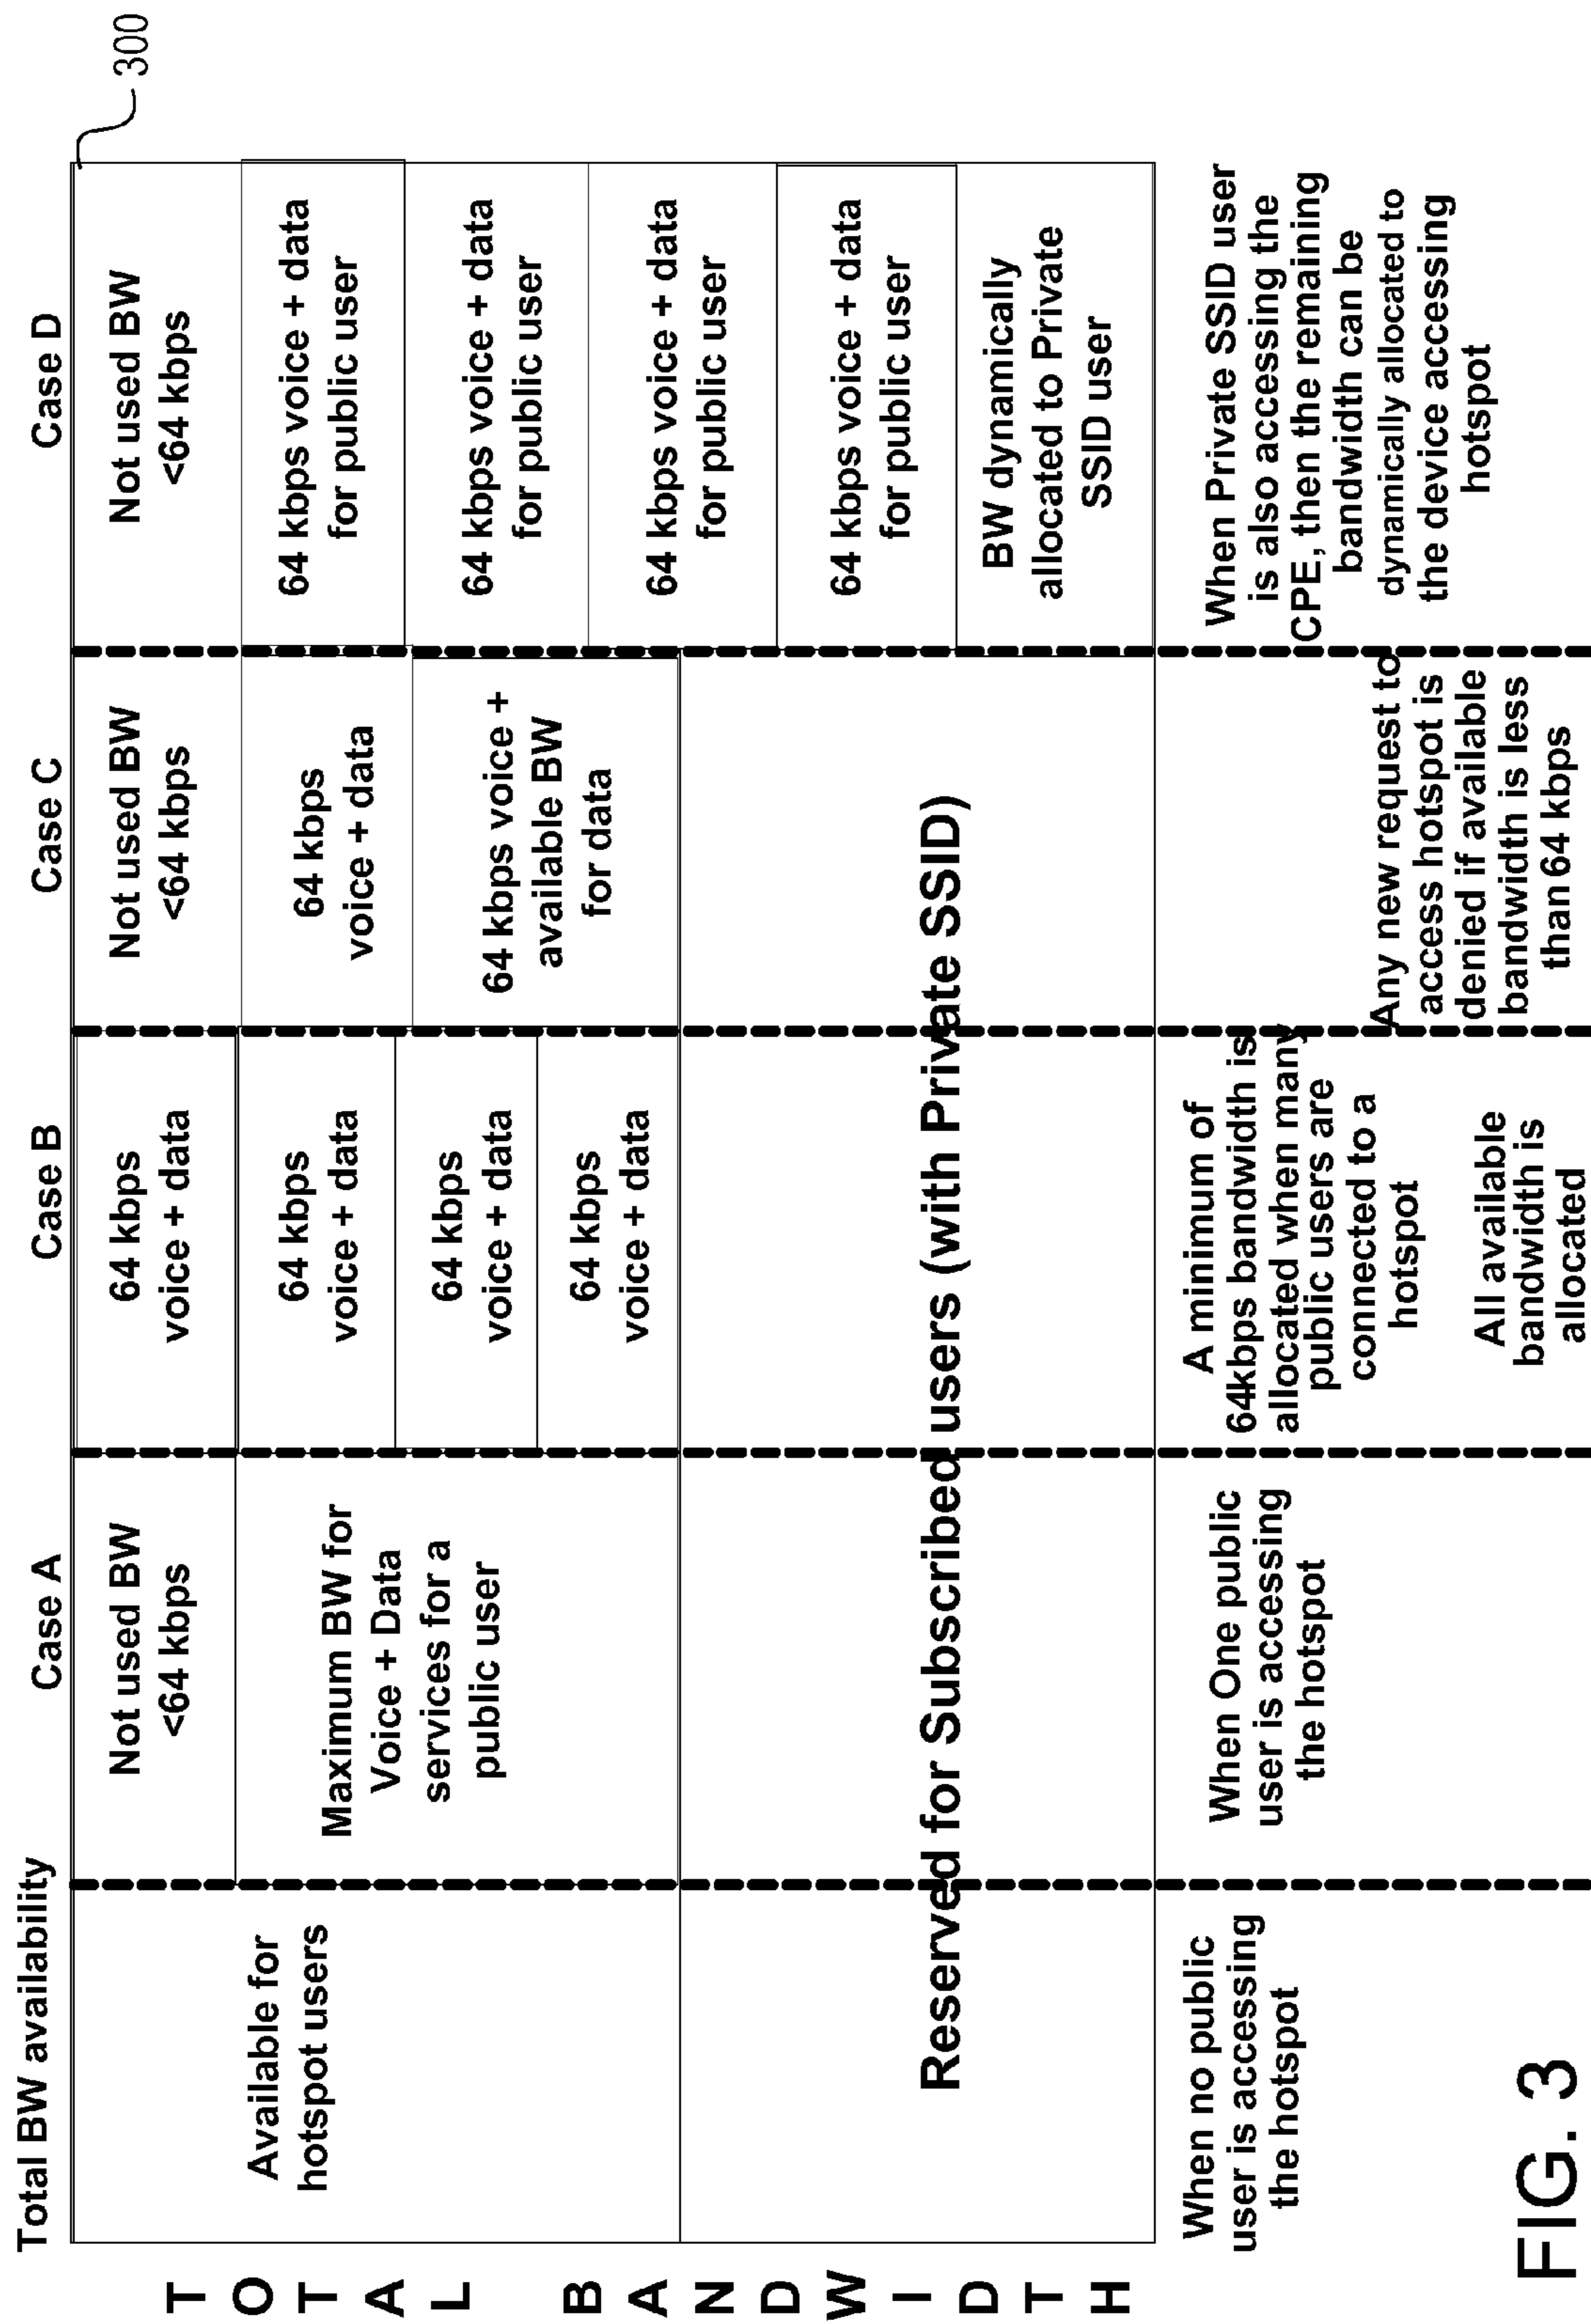 300
Total BW availability
Case A
Case B
Case C
Case D
TOTAL BANDWIDTH
Available for
hotspot users
Not used BW
<64 kbps
Maximum BW for
Voice + Data
services for a
public user
64 kbps
voice + data
64 kbps
voice + data
64 kbps
voice + data
64 kbps
voice + data
Not used BW
<64 kbps
64 kbps
voice + data
64 kbps voice +
available BW
for data
Not used BW
<64 kbps
64 kbps voice + data
for public user
64 kbps voice + data
for public user
64 kbps voice + data
for public user
64 kbps voice + data
for public user
BW dynamically
allocated to Private
SSID user
Reserved for Subscribed users (with Private SSID)
When no public
user is accessing
the hotspot
When One public
user is accessing
the hotspot
A minimum of
64kbps bandwidth is
allocated when many
public users are
connected to a
hotspot
All available
bandwidth is
allocated
Any new request to
access hotspot is
denied if available
bandwidth is less
than 64 kbps
When Private SSID user
is also accessing the
CPE, then the remaining
bandwidth can be
dynamically allocated to
the device accessing
hotspot
FIG. 3